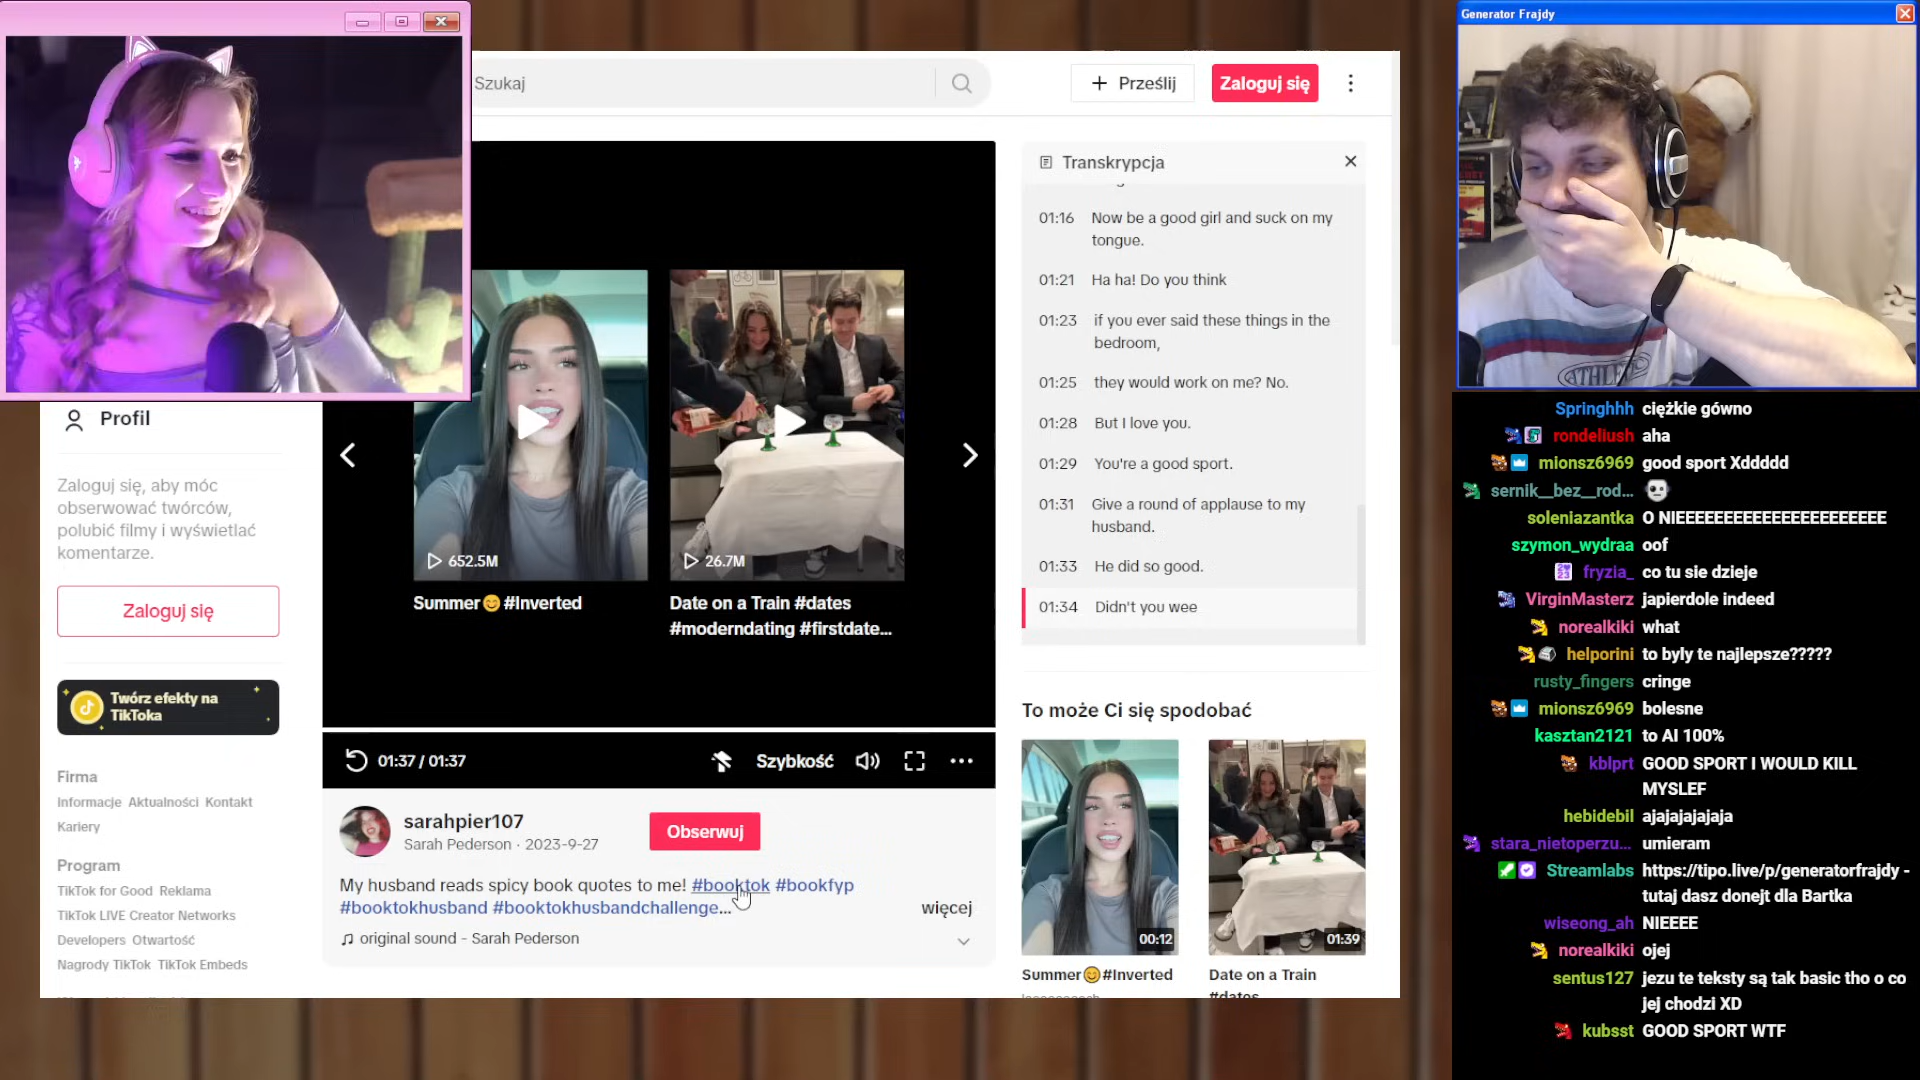 Generator Frajdy
Szukaj
Prześlij
Zaloguj się
Profil
Zaloguj się, aby móc
obserwować twórców,
polubić filmy i wyświetlać
komentarze.
Zaloguj się
Twórz efekty na
TikToka
Firma
Informacje Aktualności Kontakt
Kariery
Program
TikTok for Good Reklama
TikTok LIVE Creator Networks
Developers Otwartość
Nagrody TikTok TikTok Embeds
652.5M
Summer😊 #Inverted
26.7M
Date on a Train #dates
#moderndating #firstdate...
01:37 / 01:37
Szybkość
sarahpier107
Sarah Pederson · 2023-9-27
Obserwuj
My husband reads spicy book quotes to me! #booktok #bookfyp
#booktokhusband #booktokhusbandchallenge...
więcej
original sound - Sarah Pederson
Transkrypcja
01:16 Now be a good girl and suck on my
tongue.
01:21 Ha ha! Do you think
01:23 if you ever said these things in the
bedroom,
01:25 they would work on me? No.
01:28 But I love you.
01:29 You're a good sport.
01:31 Give a round of applause to my
husband.
01:33 He did so good.
01:34 Didn't you wee
To może Ci się spodobać
00:12
Summer😊#Inverted
01:39
Date on a Train
#dates
Springhhh ciężkie gówno
rondeliush aha
mionsz6969 good sport Xddddd
sernik__bez__rod...
soleniazantka O NIEEEEEEEEEEEEEEEEEEEEEE
szymon_wydraa oof
fryzia_ co tu sie dzieje
VirginMasterz japierdole indeed
norealkiki what
helporini to byly te najlepsze?????
rusty_fingers cringe
mionsz6969 bolesne
kasztan2121 to AI 100%
kblprt GOOD SPORT I WOULD KILL
MYSLEF
hebidebil ajajajajajaja
stara_nietoperzu... umieram
Streamlabs https://tipo.live/p/generatorfrajdy -
tutaj dasz donejt dla Bartka
wiseong_ah NIEEEE
norealkiki ojej
sentus127 jezu te teksty są tak basic tho o co
jej chodzi XD
kubsst GOOD SPORT WTF